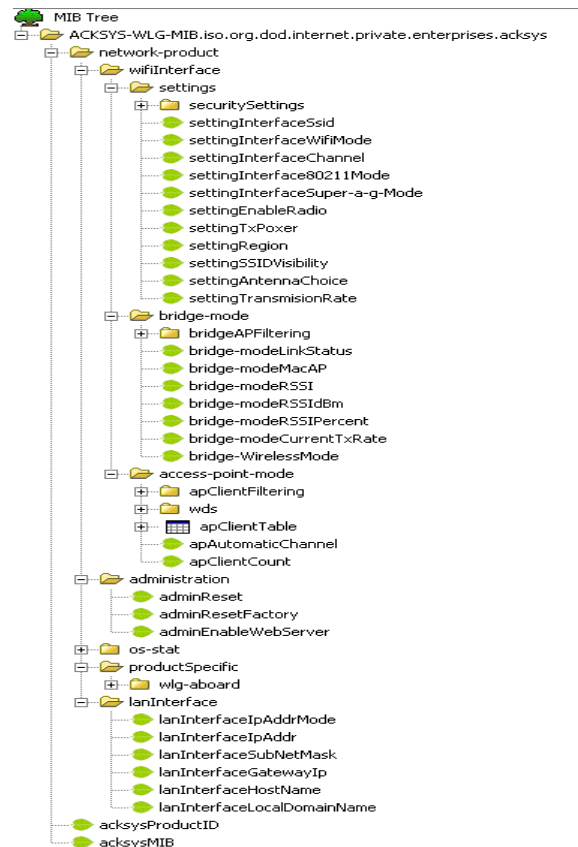 MIB Tree
ACKSYS-WLG-MIB.iso.org.dod.internet.private.enterprises.acksys
network-product
wifiInterface
settings
securitySettings
settingInterfaceSsid
settingInterfaceWifiMode
settingInterfaceChannel
settingInterface80211Mode
settingInterfaceSuper-a-g-Mode
settingEnableRadio
settingTxPoxer
settingRegion
settingSSIDVisibility
settingAntennaChoice
settingTransmisionRate
bridge-mode
bridgeAPFiltering
bridge-modeLinkStatus
bridge-modeMacAP
bridge-modeRSSI
bridge-modeRSSIdBm
bridge-modeRSSIPercent
bridge-modeCurrentTxRate
bridge-WirelessMode
access-point-mode
apClientFiltering
wds
apClientTable
apAutomaticChannel
apClientCount
administration
adminReset
adminResetFactory
adminEnableWebServer
os-stat
productSpecific
wlg-aboard
lanInterface
lanInterfaceIpAddrMode
lanInterfaceIpAddr
lanInterfaceSubNetMask
lanInterfaceGatewayIp
lanInterfaceHostName
lanInterfaceLocalDomainName
acksysProductID
acksysMIB